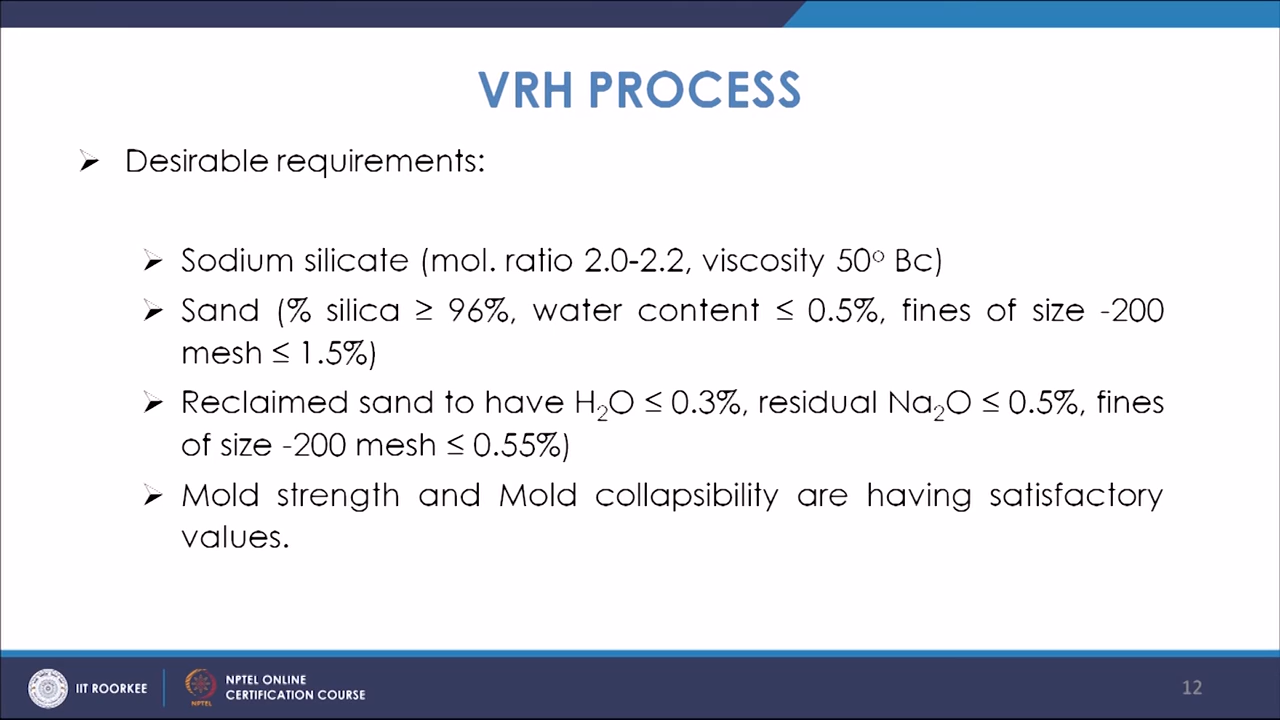 VRH PROCESS
Desirable requirements:
Sodium silicate (mol. ratio 2.0-2.2, viscosity 50° Bc)
Sand (% silica ≥ 96%, water content ≤ 0.5%, fines of size -200
mesh ≤ 1.5%)
Reclaimed sand to have H₂O ≤ 0.3%, residual Na₂O ≤ 0.5%, fines
of size -200 mesh ≤ 0.55%)
Mold strength and Mold collapsibility are having satisfactory
values.
IIT ROORKEE
NPTEL
NPTEL ONLINE
CERTIFICATION COURSE
12